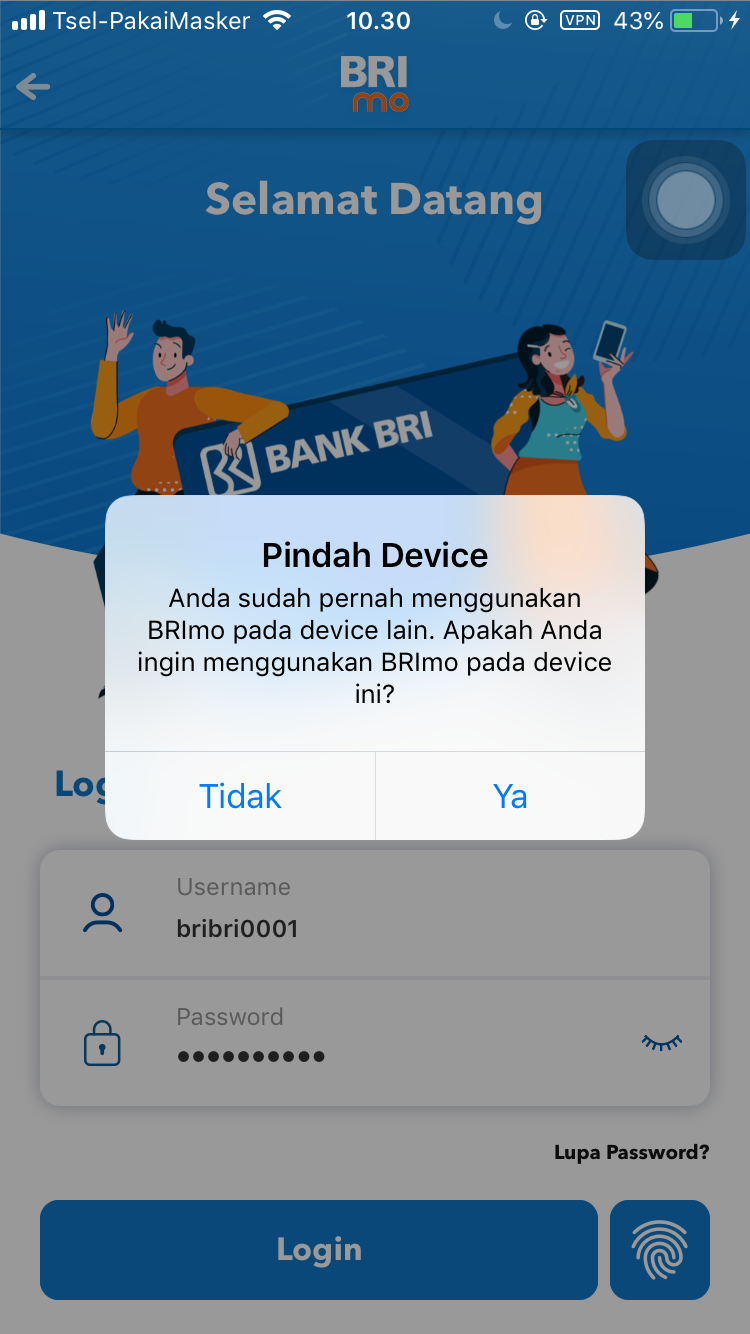 Tsel-PakaiMasker 10.30 VPN 43%
BRI
mo
Selamat Datang
BANK BRI
Pindah Device
Anda sudah pernah menggunakan
BRImo pada device lain. Apakah Anda
ingin menggunakan BRImo pada device
ini?
Tidak Ya
Username
bribri0001
Password
••••••••••
Lupa Password?
Login